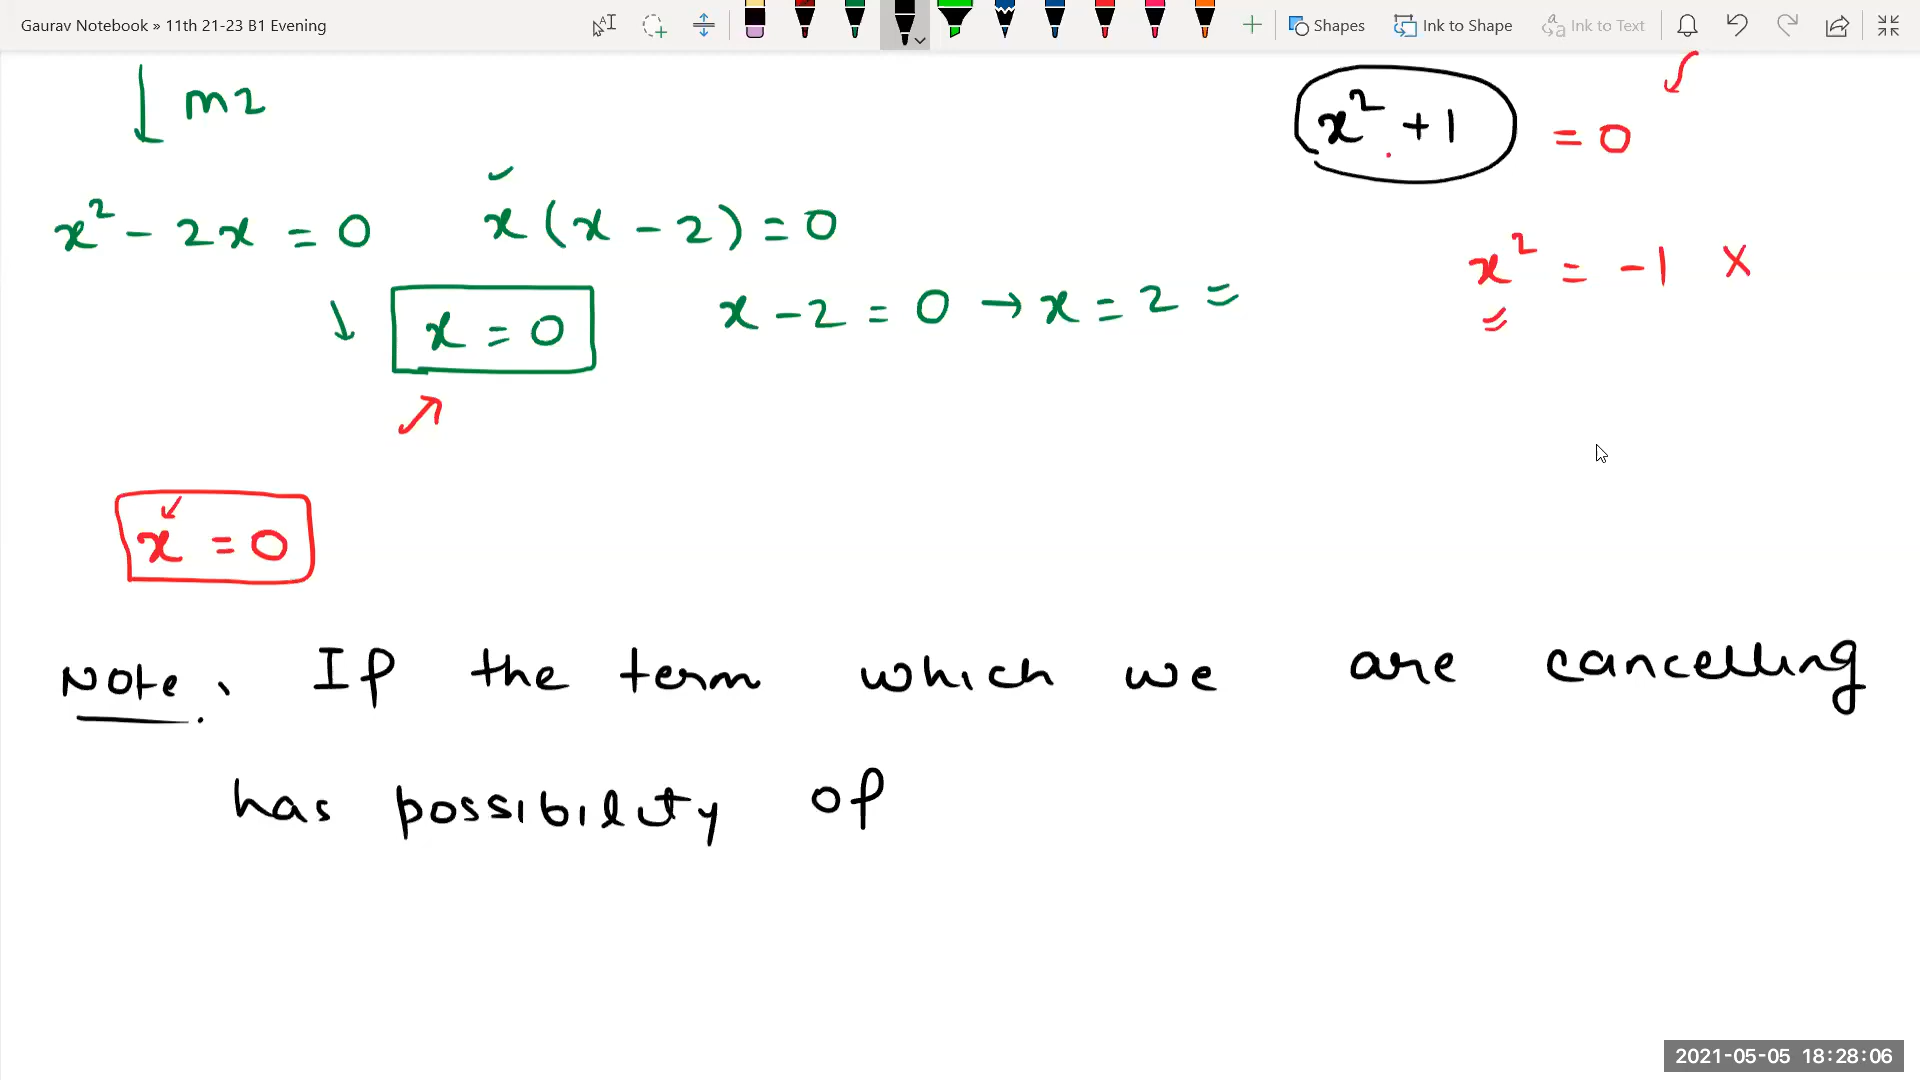 Gaurav Notebook » 11th 21-23 B1 Evening
Shapes Ink to Shape Ink to Text
m2
x² + 1 = 0
x² - 2x = 0 x(x - 2) = 0
x² = -1 ×
x = 0 x - 2 = 0 → x = 2
x = 0
Note. If the term which we are cancelling
has possibility of
2021-05-05 18:28:06